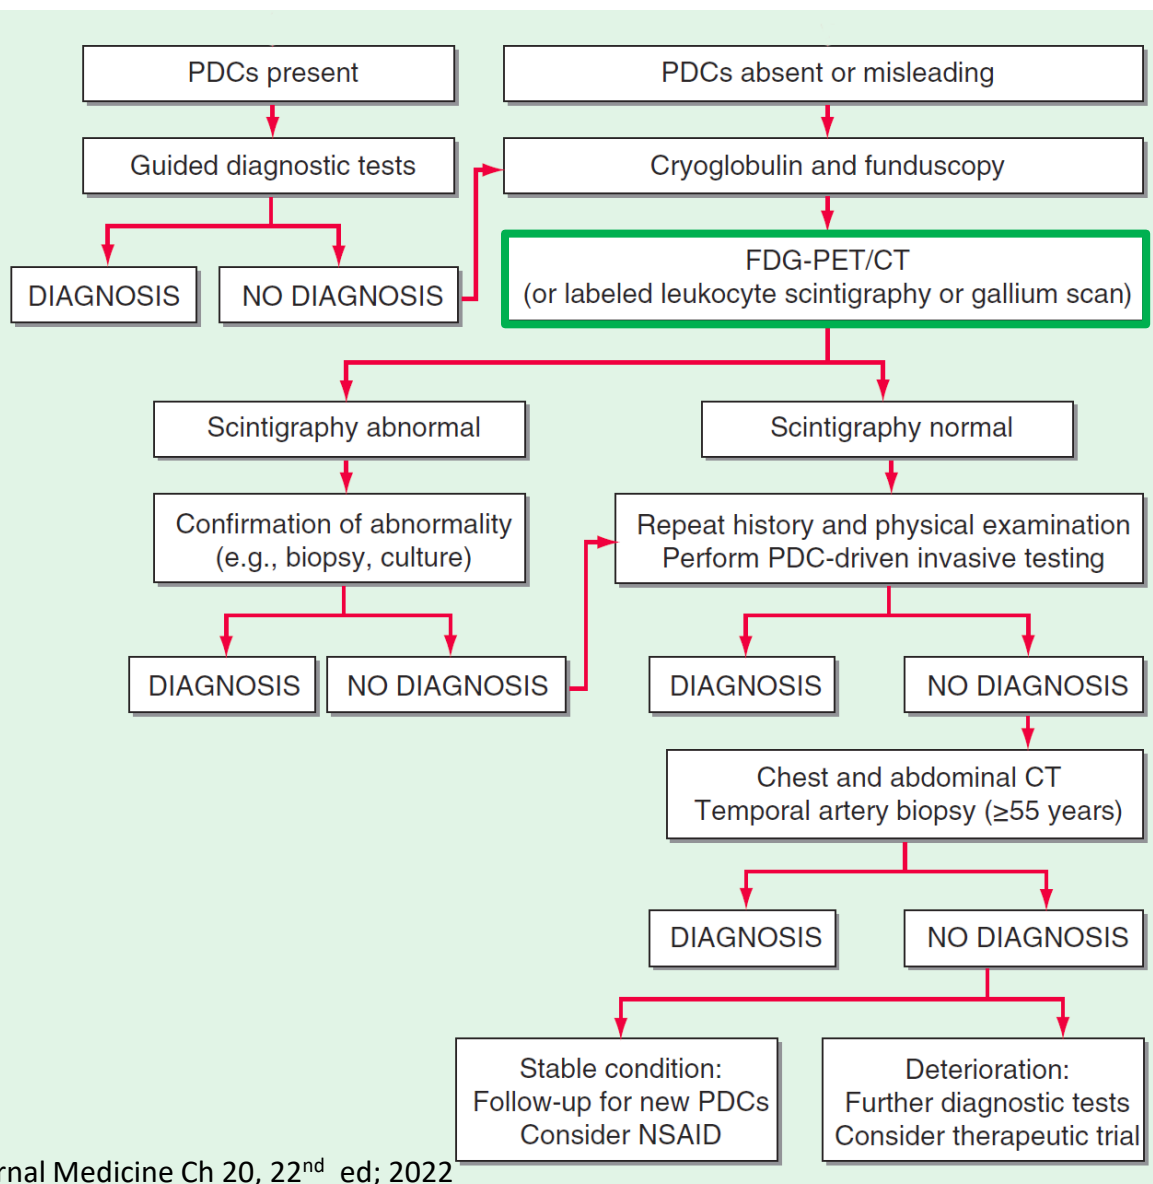 PDCs present
PDCs absent or misleading
Guided diagnostic tests
Cryoglobulin and funduscopy
DIAGNOSIS
NO DIAGNOSIS
FDG-PET/CT
(or labeled leukocyte scintigraphy or gallium scan)
Scintigraphy abnormal
Scintigraphy normal
Confirmation of abnormality
(e.g., biopsy, culture)
Repeat history and physical examination
Perform PDC-driven invasive testing
DIAGNOSIS
NO DIAGNOSIS
DIAGNOSIS
NO DIAGNOSIS
Chest and abdominal CT
Temporal artery biopsy (≥55 years)
DIAGNOSIS
NO DIAGNOSIS
Stable condition:
Follow-up for new PDCs
Consider NSAID
Deterioration:
Further diagnostic tests
Consider therapeutic trial
rnal Medicine Ch 20, 22nd ed; 2022